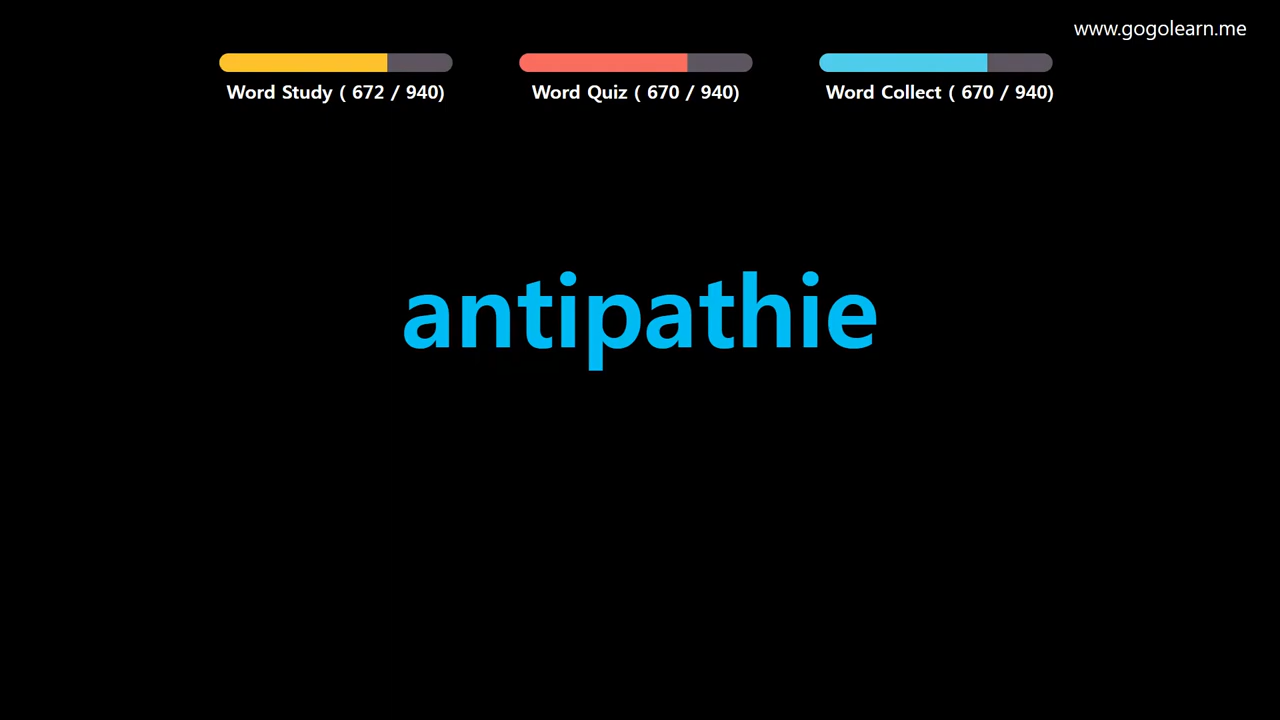 www.gogolearn.me
Word Study ( 672 / 940)
Word Quiz ( 670 / 940)
Word Collect ( 670 / 940)
antipathie